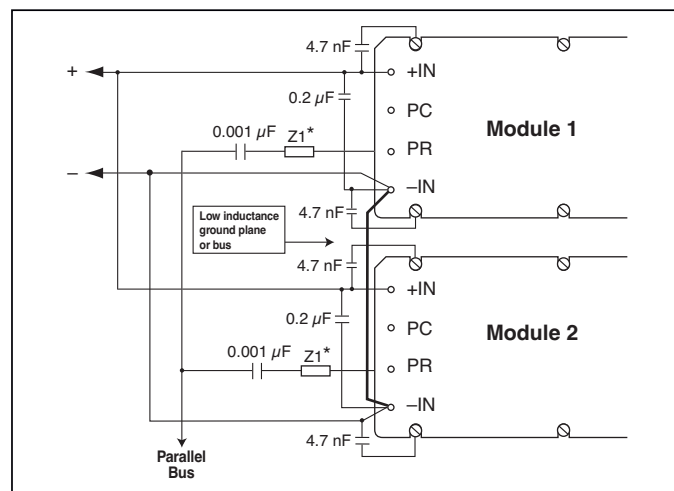 4.7 nF
+
+IN
0.2 µF
PC
Module 1
0.001 µF
Z1*
PR
–
–IN
4.7 nF
Low inductance
ground plane
or bus
4.7 nF
+IN
0.2 µF
PC
Module 2
0.001 µF
Z1*
PR
–IN
4.7 nF
Parallel
Bus